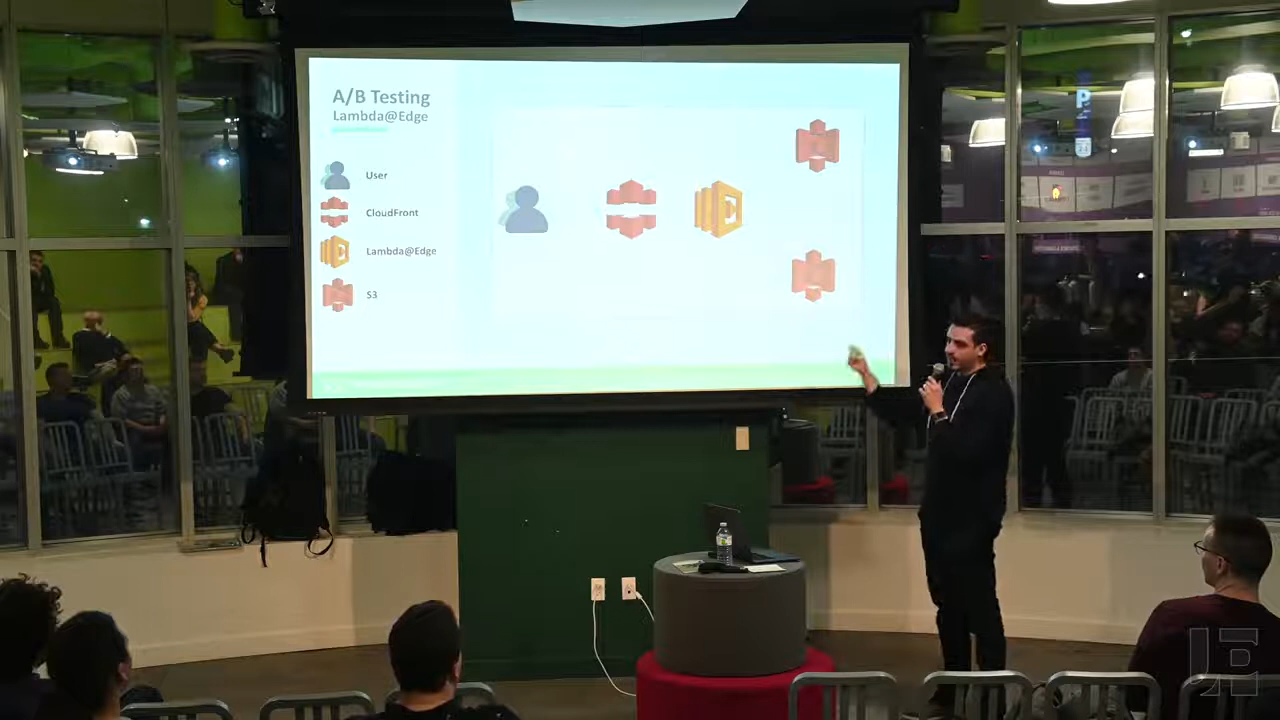 A/B Testing
Lambda@Edge
User
CloudFront
Lambda@Edge
S3
P